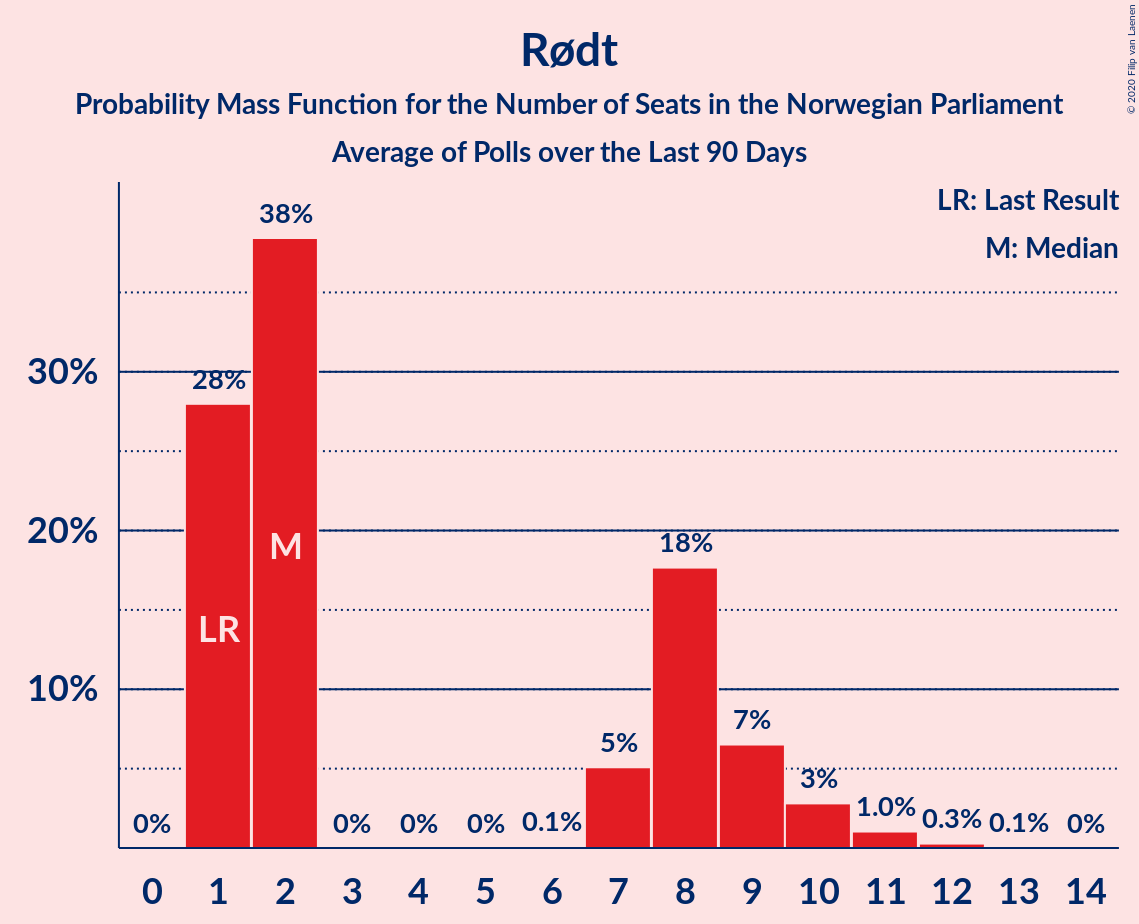 Rødt
Probability Mass Function for the Number of Seats in the Norwegian Parliament
Average of Polls over the Last 90 Days
© 2020 Filip van Laenen
LR: Last Result
M: Median
30%
20%
10%
0%
28%
38%
0%
0%
0%
0.1%
5%
18%
7%
3%
1.0%
0.3%
0.1%
0%
LR
M
0 1 2 3 4 5 6 7 8 9 10 11 12 13 14